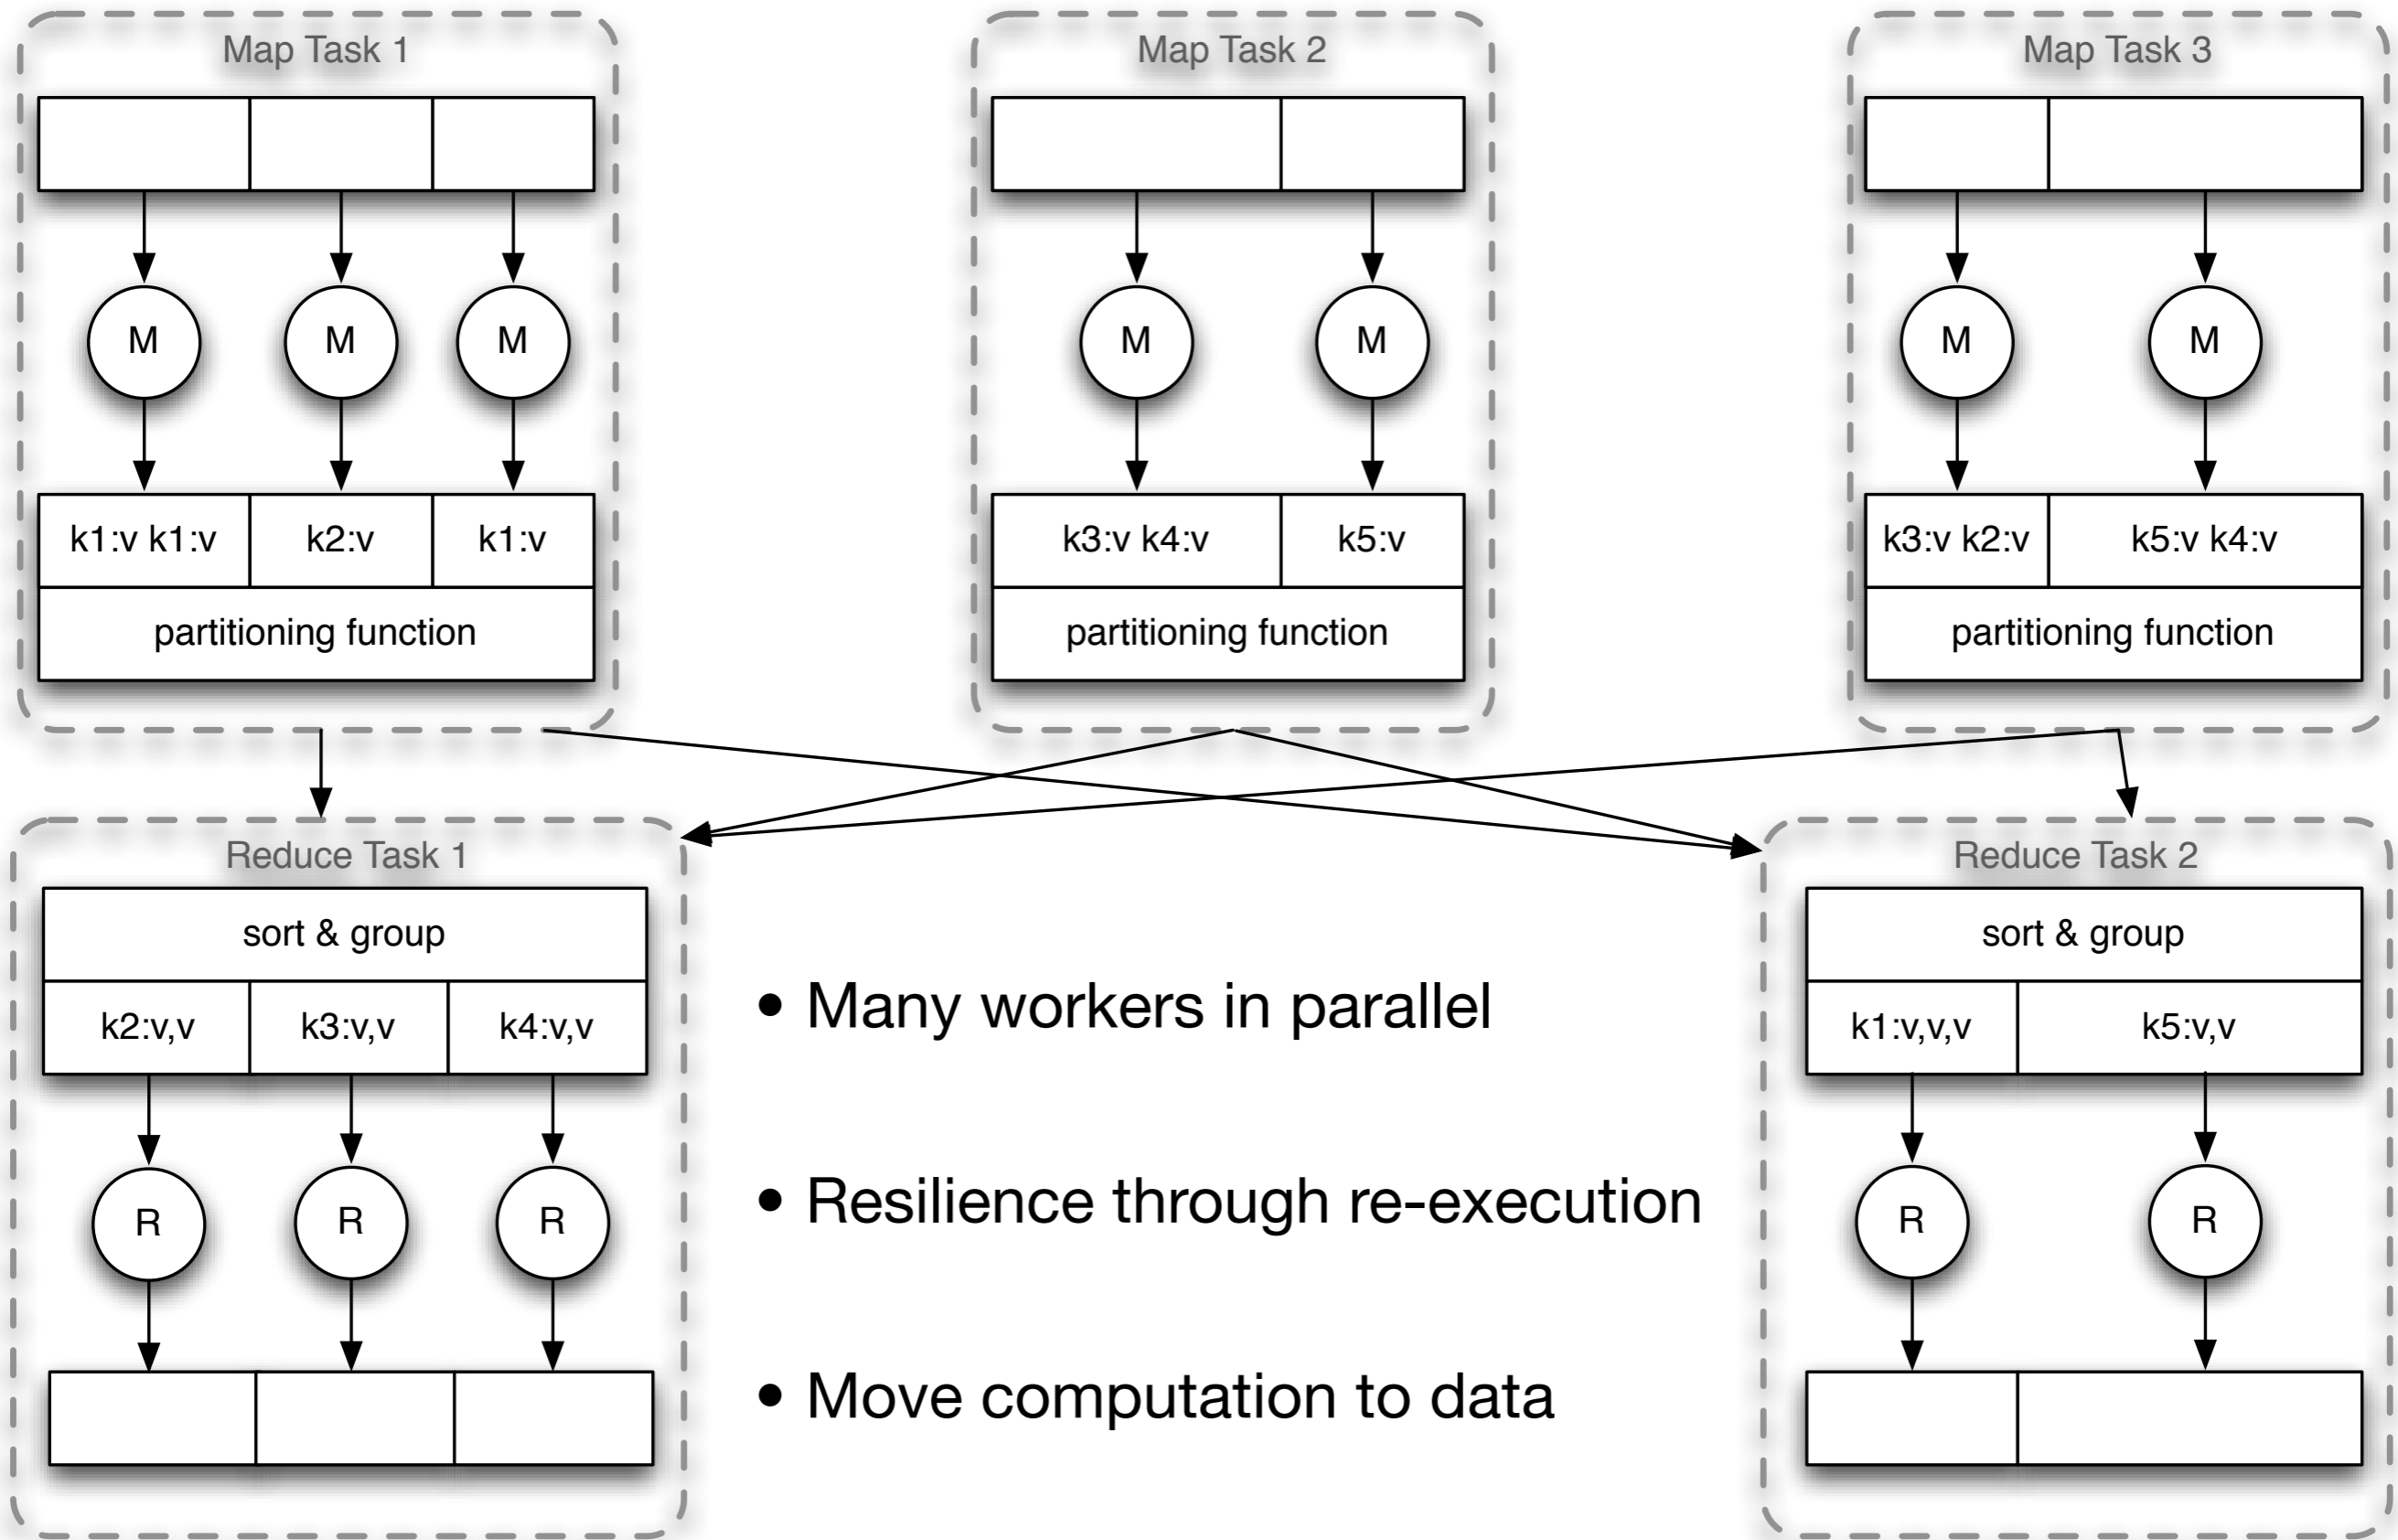 Map Task 1
M
M
M
k1:v k1:v
k2:v
k1:v
partitioning function
Map Task 2
M
M
k3:v k4:v
k5:v
partitioning function
Map Task 3
M
M
k3:v k2:v
k5:v k4:v
partitioning function
Reduce Task 1
sort & group
k2:v,v
k3:v,v
k4:v,v
R
R
R
• Many workers in parallel
• Resilience through re-execution
• Move computation to data
Reduce Task 2
sort & group
k1:v,v,v
k5:v,v
R
R